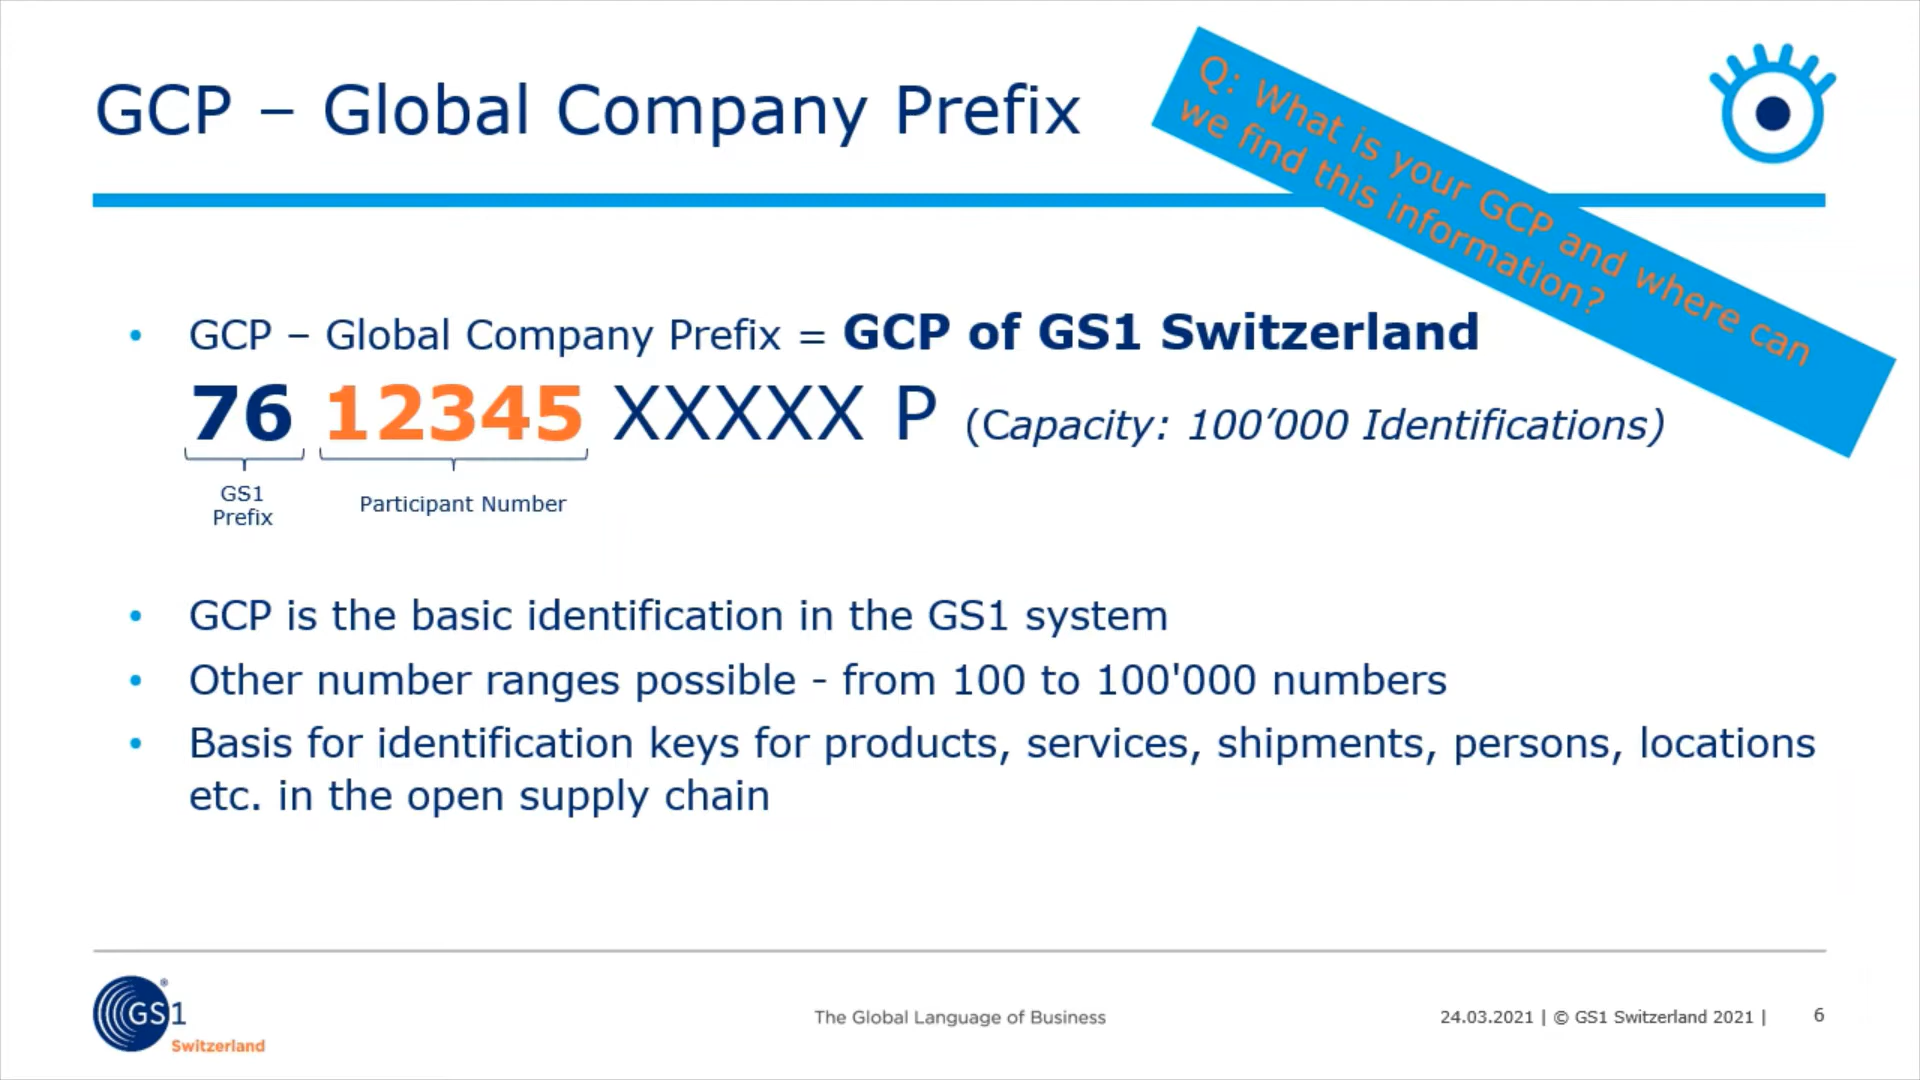 GCP – Global Company Prefix
Q: What is your GCP and where can
we find this information?
• GCP – Global Company Prefix = GCP of GS1 Switzerland
76 12345 XXXXX P (Capacity: 100’000 Identifications)
GS1
Prefix
Participant Number
• GCP is the basic identification in the GS1 system
• Other number ranges possible - from 100 to 100'000 numbers
• Basis for identification keys for products, services, shipments, persons, locations
etc. in the open supply chain
GS1®
Switzerland
The Global Language of Business
24.03.2021 | © GS1 Switzerland 2021 | 6